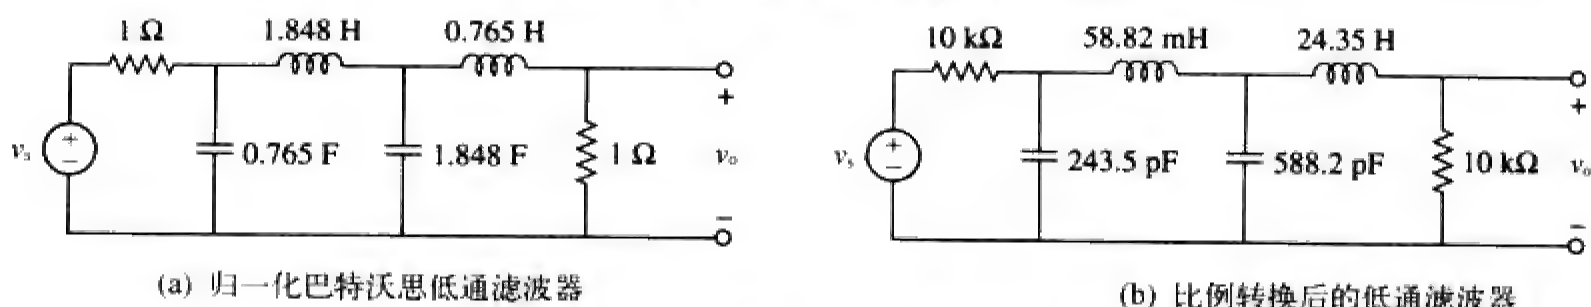 1 Ω
1.848 H
0.765 H
vs
0.765 F
1.848 F
1 Ω
vo
(a) 归一化巴特沃思低通滤波器
10 kΩ
58.82 mH
24.35 H
vs
243.5 pF
588.2 pF
10 kΩ
vo
(b) 比例转换后的低通滤波器